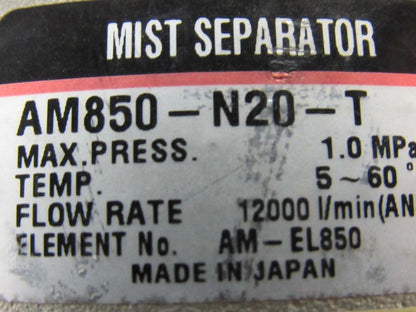 MIST SEPARATOR
AM850-N20-T
MAX.PRESS. 1.0 MPa
TEMP. 5~60°
FLOW RATE 12000 l/min(AN
ELEMENT No. AM-EL850
MADE IN JAPAN